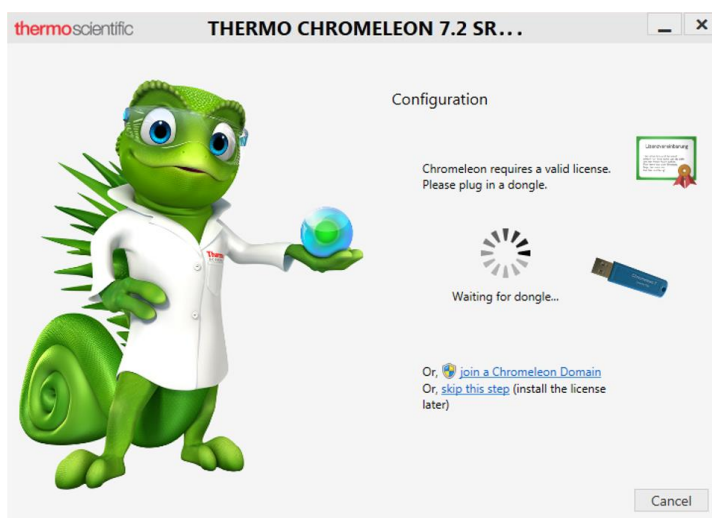 thermoscientific
THERMO CHROMELEON 7.2 SR...
Configuration
Lizenzvereinbarung
Chromeleon requires a valid license.
Please plug in a dongle.
Waiting for dongle...
Or, join a Chromeleon Domain
Or, skip this step (install the license
later)
Cancel